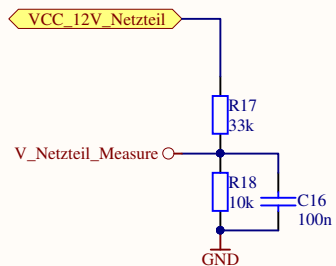 VCC_12V_Netzteil
R17
33k
V_Netzteil_Measure
R18
10k
C16
100n
GND